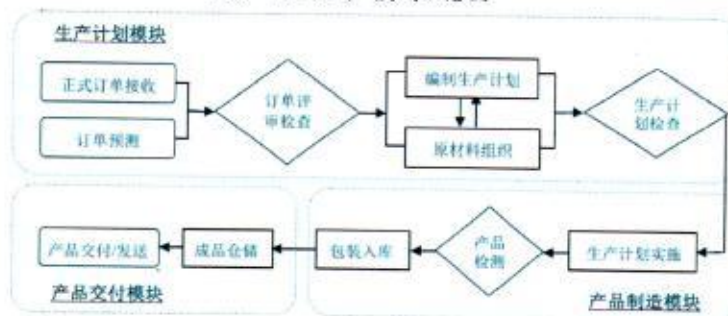 生产计划模块
正式订单接收
订单预测
订单评
审检查
编制生产计划
原材料组织
生产计
划检查
产品交付/发送
成品仓储
包装入库
产品
检测
生产计划实施
产品交付模块
产品制造模块